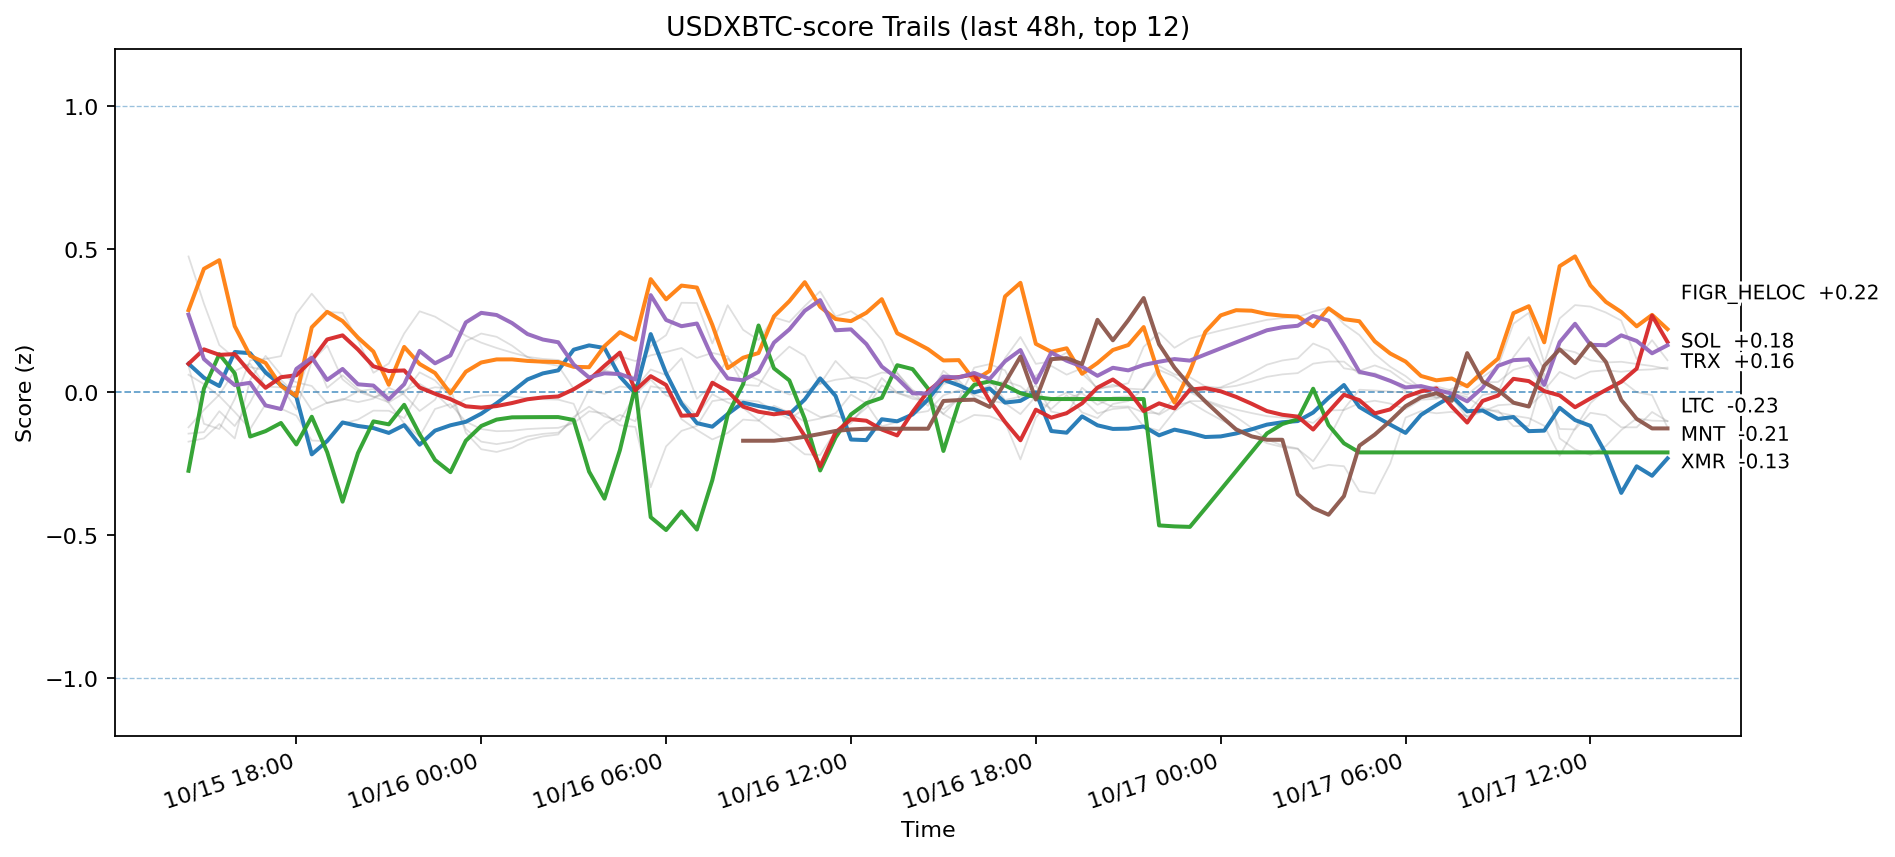 USDXBTC-score Trails (last 48h, top 12)
Score (z)
1.0
0.5
0.0
−0.5
−1.0
FIGR_HELOC +0.22
SOL +0.18
TRX +0.16
LTC -0.23
MNT -0.21
XMR -0.13
10/15 18:00
10/16 00:00
10/16 06:00
10/16 12:00
10/16 18:00
10/17 00:00
10/17 06:00
10/17 12:00
Time